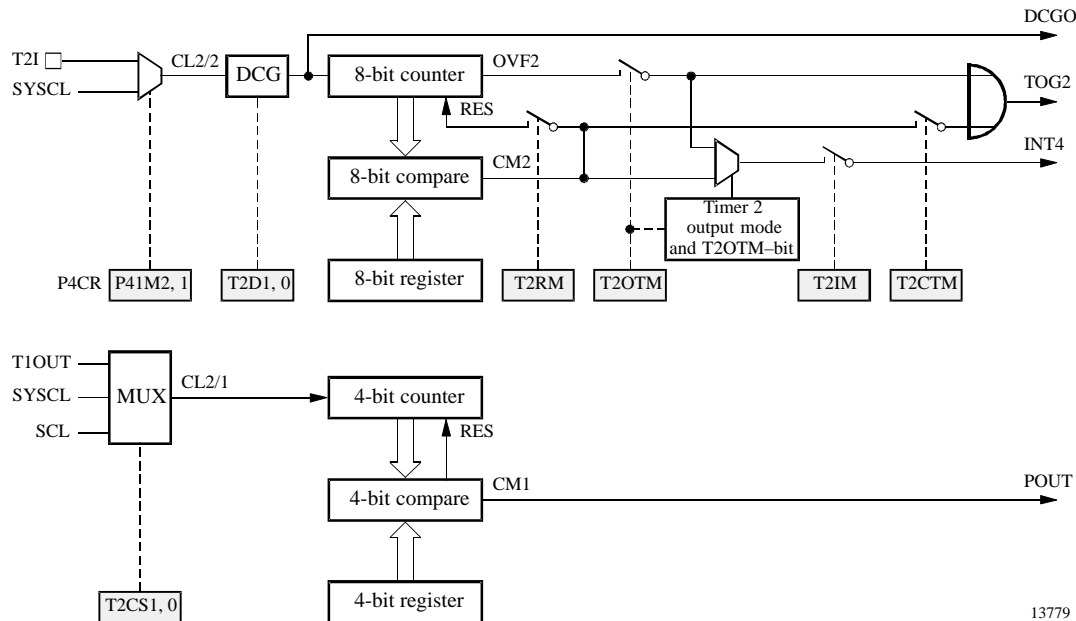 DCGO
T2I
SYSCL
CL2/2
DCG
8-bit counter
OVF2
TOG2
RES
INT4
8-bit compare
CM2
Timer 2
output mode
and T2OTM–bit
P4CR
P41M2, 1
T2D1, 0
8-bit register
T2RM
T2OTM
T2IM
T2CTM
T1OUT
SYSCL
SCL
MUX
CL2/1
4-bit counter
RES
4-bit compare
CM1
POUT
T2CS1, 0
4-bit register
13779